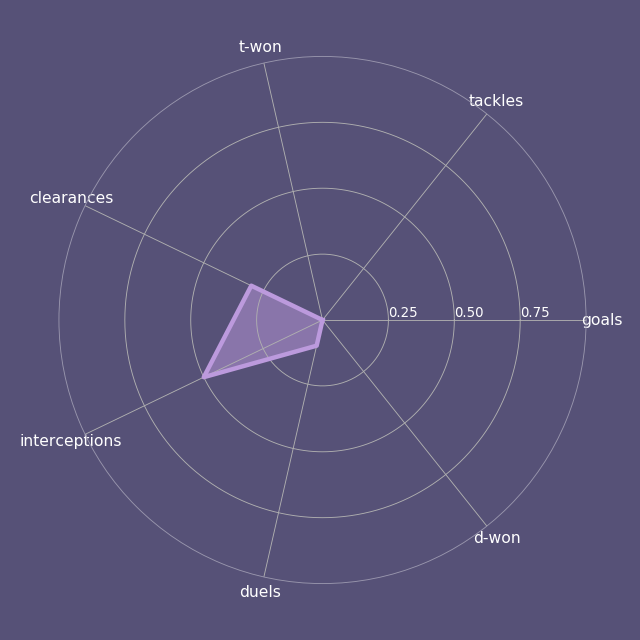 t-won
tackles
clearances
0.25 0.50 0.75
goals
interceptions
d-won
duels